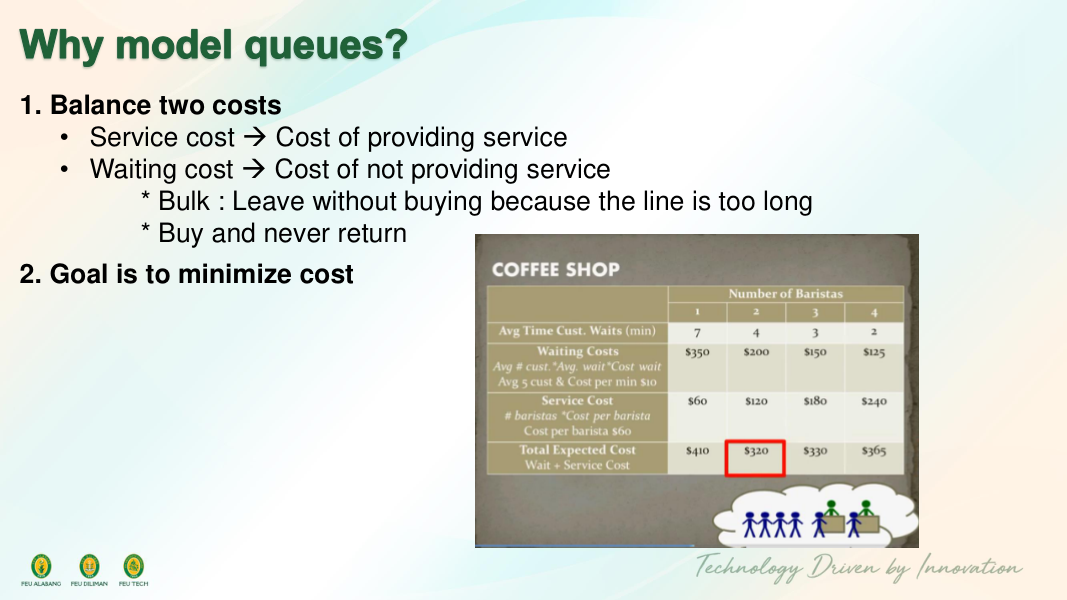 Why model queues?
1. Balance two costs
• Service cost → Cost of providing service
• Waiting cost → Cost of not providing service
* Bulk : Leave without buying because the line is too long
* Buy and never return
2. Goal is to minimize cost
COFFEE SHOP
Number of Baristas
1 2 3 4
Avg Time Cust. Waits (min) 7 4 3 2
Waiting Costs $350 $200 $150 $125
Avg # cust.*Avg. wait*Cost wait
Avg 5 cust & Cost per min $10
Service Cost $60 $120 $180 $240
# baristas *Cost per barista
Cost per barista $60
Total Expected Cost $410 $320 $330 $365
Wait + Service Cost
FEU ALABANG FEU DILIMAN FEU TECH
Technology Driven by Innovation